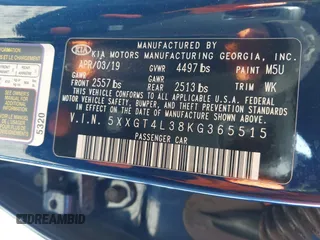 MANUFACTURED BY
KIA KIA MOTORS MANUFACTURING GEORGIA, INC.
APR/03/19 GVWR 4497 lbs PAINT M5U
GAWR GAWR
FRONT 2557 lbs REAR 2513 lbs TRIM WK
THIS VEHICLE CONFORMS TO ALL APPLICABLE FEDERAL MOTOR
VEHICLE SAFETY, BUMPER, AND THEFT PREVENTION STANDARDS
IN EFFECT ON THE DATE OF MANUFACTURE SHOWN ABOVE.
V.I.N. 5XXGT4L38KG365515
PASSENGER CAR
5320
DREAMBID